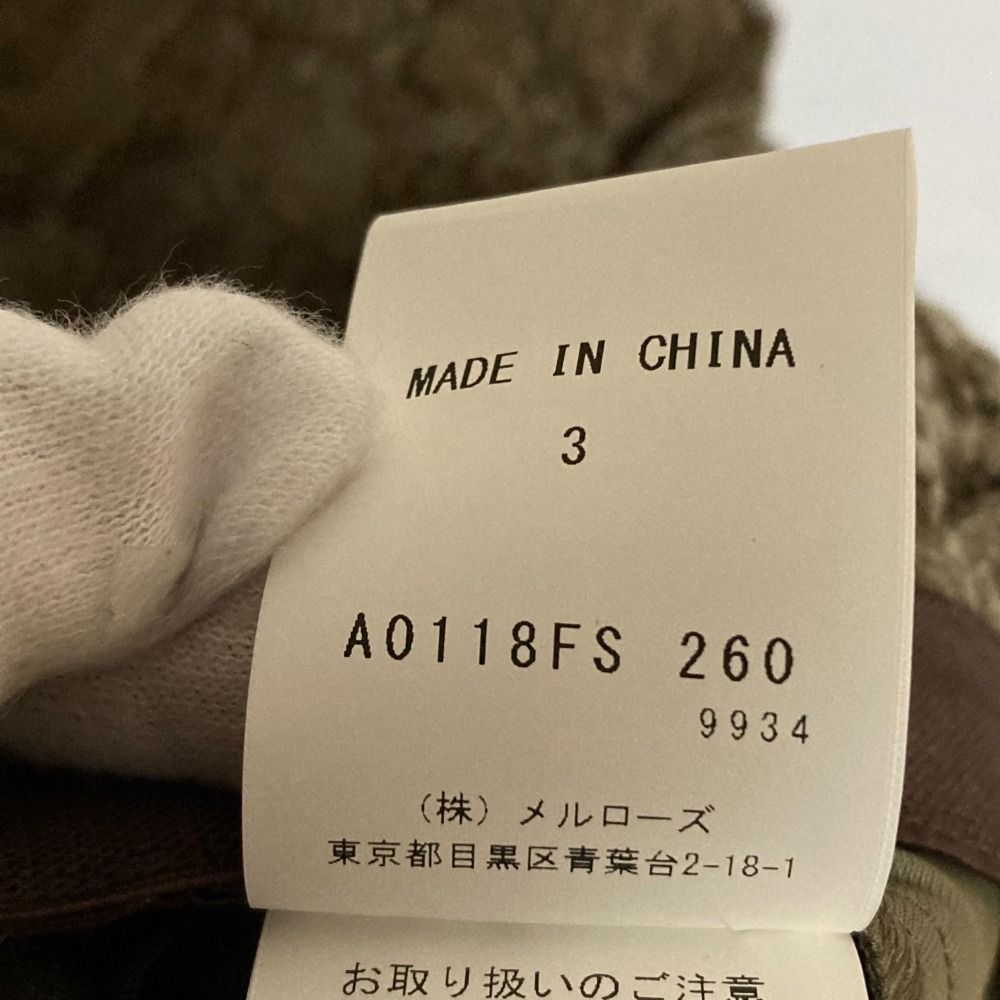 MADE IN CHINA
3
A0118FS 260
9934
(株) メルローズ
東京都目黒区青葉台2-18-1
お取り扱いのご注意